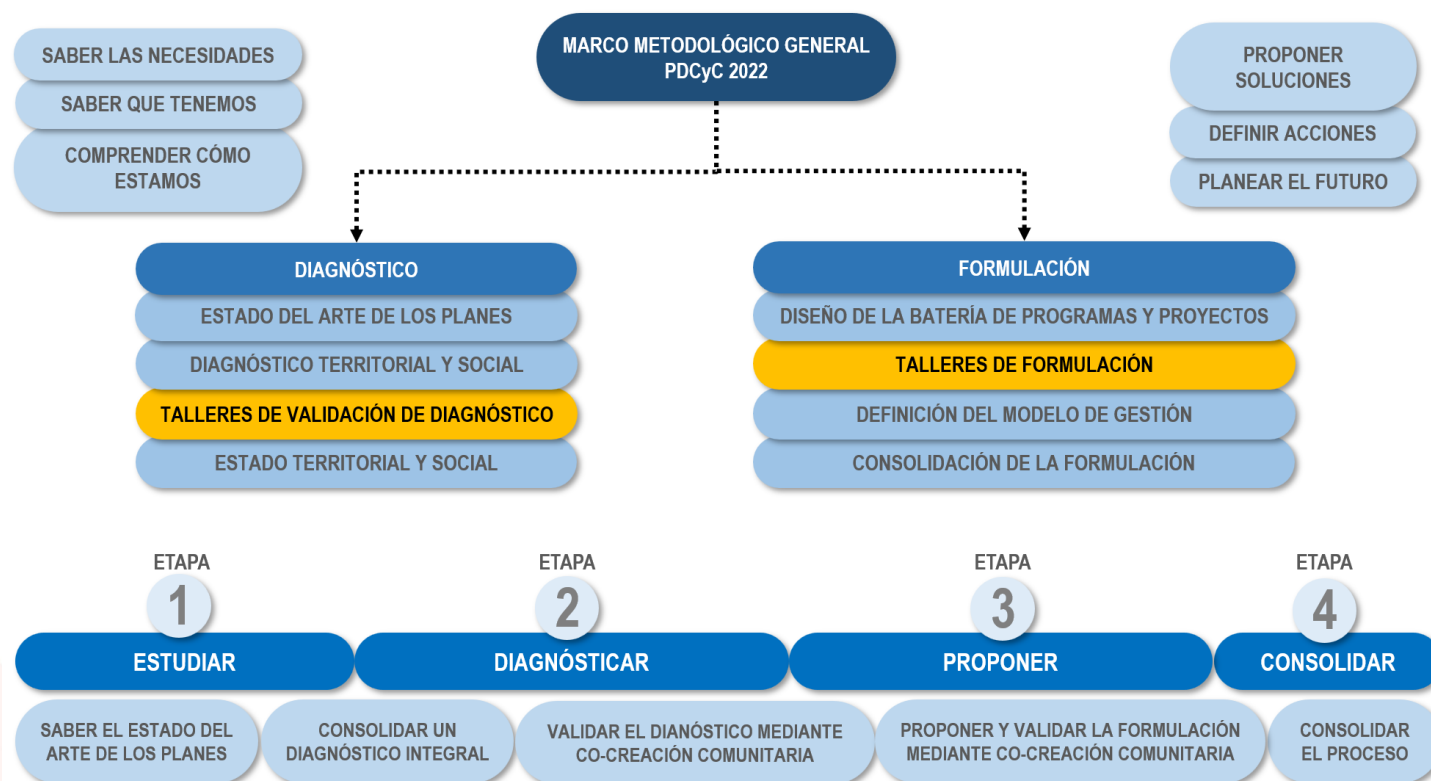 MARCO METODOLÓGICO GENERAL
PDCyC 2022
SABER LAS NECESIDADES
SABER QUE TENEMOS
COMPRENDER CÓMO
ESTAMOS
PROPONER
SOLUCIONES
DEFINIR ACCIONES
PLANEAR EL FUTURO
DIAGNÓSTICO
ESTADO DEL ARTE DE LOS PLANES
DIAGNÓSTICO TERRITORIAL Y SOCIAL
TALLERES DE VALIDACIÓN DE DIAGNÓSTICO
ESTADO TERRITORIAL Y SOCIAL
FORMULACIÓN
DISEÑO DE LA BATERÍA DE PROGRAMAS Y PROYECTOS
TALLERES DE FORMULACIÓN
DEFINICIÓN DEL MODELO DE GESTIÓN
CONSOLIDACIÓN DE LA FORMULACIÓN
ETAPA
1
ESTUDIAR
ETAPA
2
DIAGNÓSTICAR
ETAPA
3
PROPONER
ETAPA
4
CONSOLIDAR
SABER EL ESTADO DEL
ARTE DE LOS PLANES
CONSOLIDAR UN
DIAGNÓSTICO INTEGRAL
VALIDAR EL DIANÓSTICO MEDIANTE
CO-CREACIÓN COMUNITARIA
PROPONER Y VALIDAR LA FORMULACIÓN
MEDIANTE CO-CREACIÓN COMUNITARIA
CONSOLIDAR
EL PROCESO